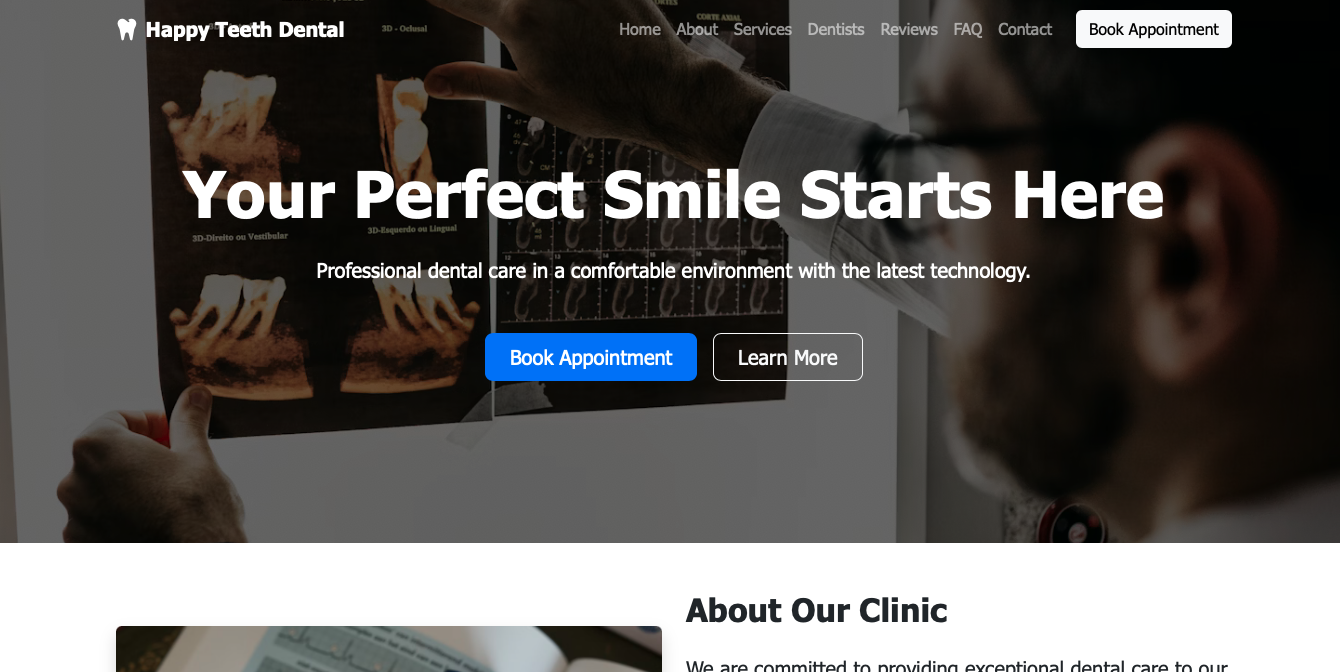 Happy Teeth Dental
Home About Services Dentists Reviews FAQ Contact Book Appointment
3D - Oclusal
CORTE AXIAL
3D-Direito ou Vestibular
3D-Esquerdo ou Lingual
Your Perfect Smile Starts Here
Professional dental care in a comfortable environment with the latest technology.
Book Appointment Learn More
About Our Clinic
We are committed to providing exceptional dental care to our